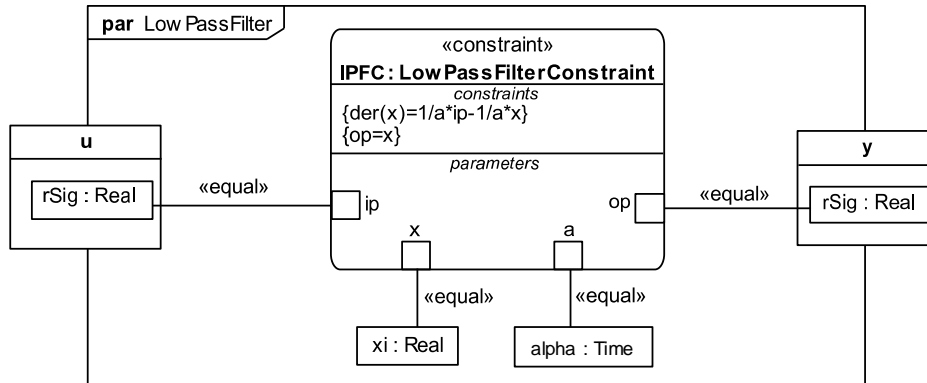 par LowPassFilter
«constraint»
IPFC:LowPassFilterConstraint
constraints
{der(x)=1/a*ip-1/a*x}
{op=x}
parameters
u
rSig : Real
«equal»
ip
op
«equal»
y
rSig : Real
x
a
«equal»
«equal»
xi : Real
alpha : Time